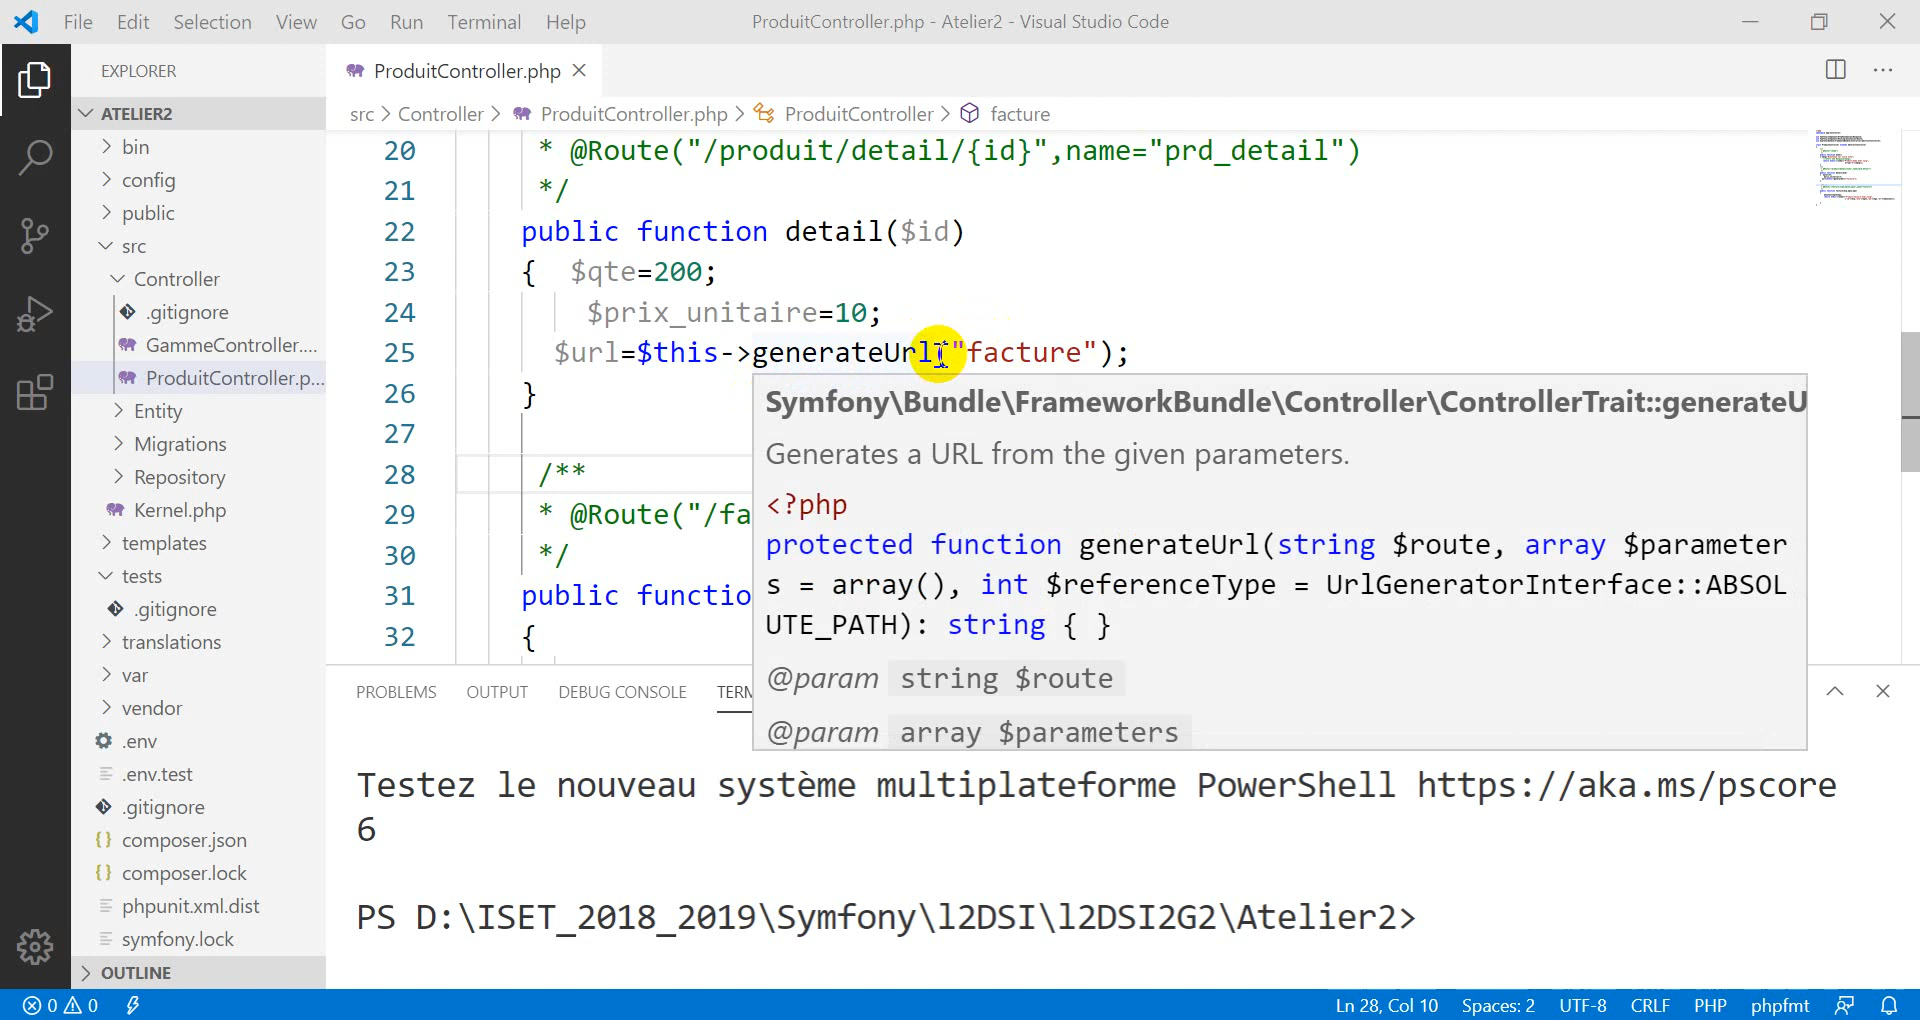 File Edit Selection View Go Run Terminal Help
ProduitController.php - Atelier2 - Visual Studio Code
EXPLORER
ATELIER2
bin
config
public
src
Controller
.gitignore
GammeController....
ProduitController.p...
Entity
Migrations
Repository
Kernel.php
templates
tests
.gitignore
translations
var
vendor
.env
.env.test
.gitignore
composer.json
composer.lock
phpunit.xml.dist
symfony.lock
OUTLINE
ProduitController.php
src > Controller > ProduitController.php > ProduitController > facture
20 * @Route("/produit/detail/{id}",name="prd_detail")
21 */
22 public function detail($id)
23 { $qte=200;
24 $prix_unitaire=10;
25 $url=$this->generateUrl("facture");
26 }
27
28 /**
29 * @Route("/fa
30 */
31 public functio
32 {
Symfony\Bundle\FrameworkBundle\Controller\ControllerTrait::generateU
Generates a URL from the given parameters.
<?php
protected function generateUrl(string $route, array $parameter
s = array(), int $referenceType = UrlGeneratorInterface::ABSOL
UTE_PATH): string { }
@param string $route
@param array $parameters
PROBLEMS OUTPUT DEBUG CONSOLE TERM
Testez le nouveau système multiplateforme PowerShell https://aka.ms/pscore
6
PS D:\ISET_2018_2019\Symfony\l2DSI\l2DSI2G2\Atelier2>
0 0
Ln 28, Col 10 Spaces: 2 UTF-8 CRLF PHP phpfmt